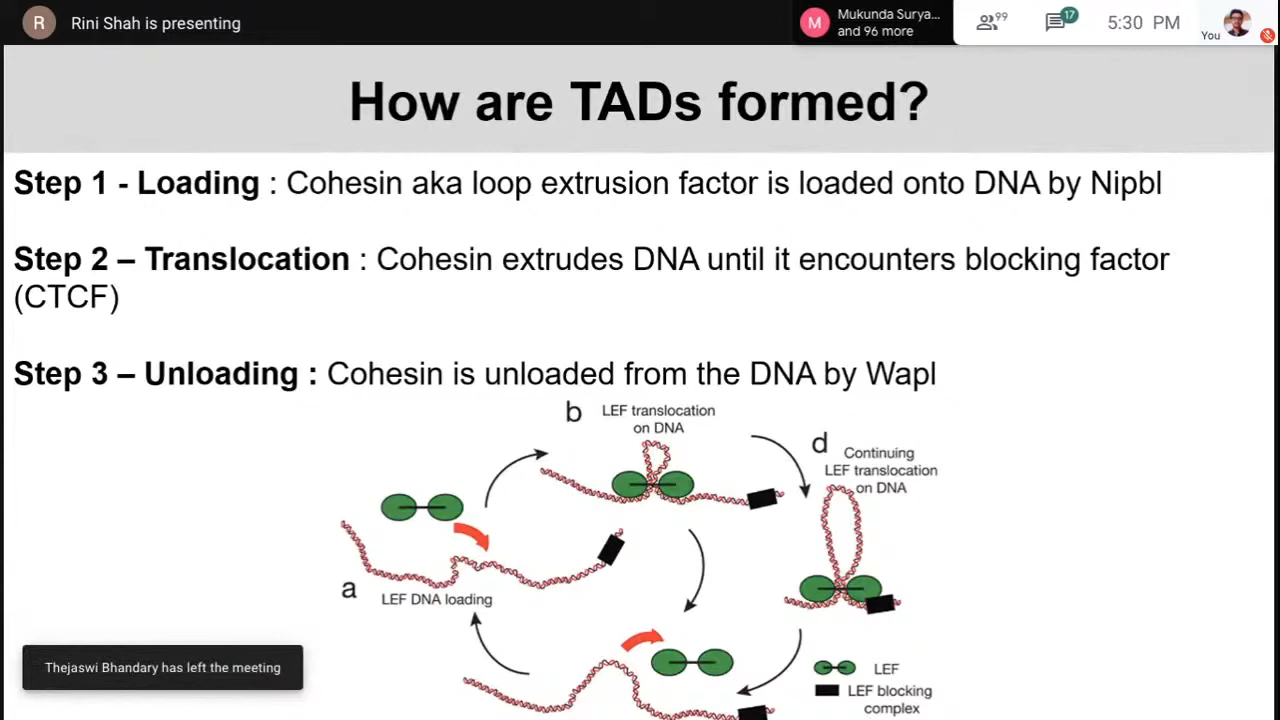 R
Rini Shah is presenting
M
Mukunda Surya...
and 96 more
99
17
5:30 PM
You
How are TADs formed?
Step 1 - Loading : Cohesin aka loop extrusion factor is loaded onto DNA by Nipbl
Step 2 – Translocation : Cohesin extrudes DNA until it encounters blocking factor
(CTCF)
Step 3 – Unloading : Cohesin is unloaded from the DNA by Wapl
b
LEF translocation
on DNA
d
Continuing
LEF translocation
on DNA
a
LEF DNA loading
Thejaswi Bhandary has left the meeting
LEF
LEF blocking
complex